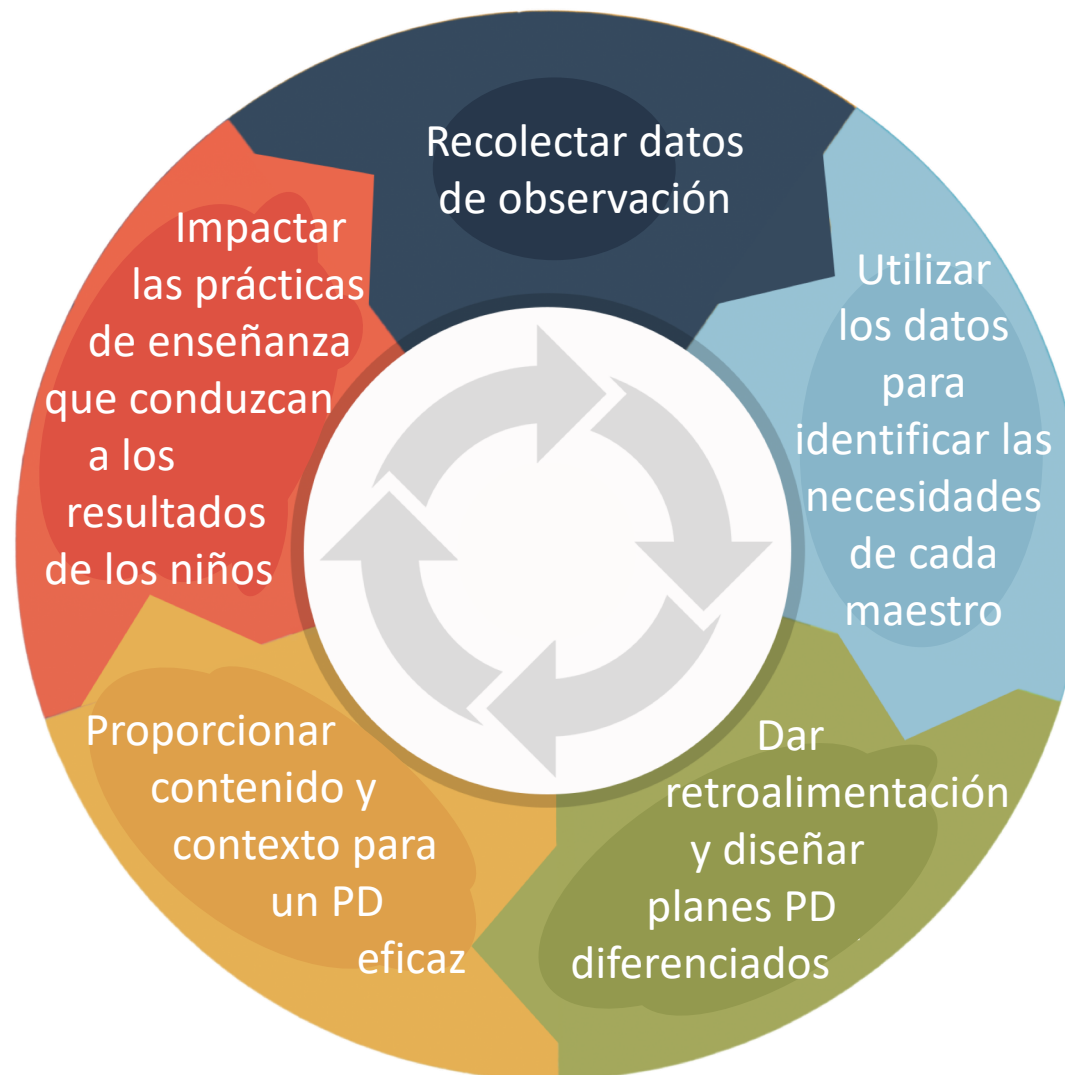 Recolectar datos
de observación
Utilizar
los datos
para
identificar las
necesidades
de cada
maestro
Dar
retroalimentación
y diseñar
planes PD
diferenciados
Proporcionar
contenido y
contexto para
un PD
eficaz
Impactar
las prácticas
de enseñanza
que conduzcan
a los
resultados
de los niños